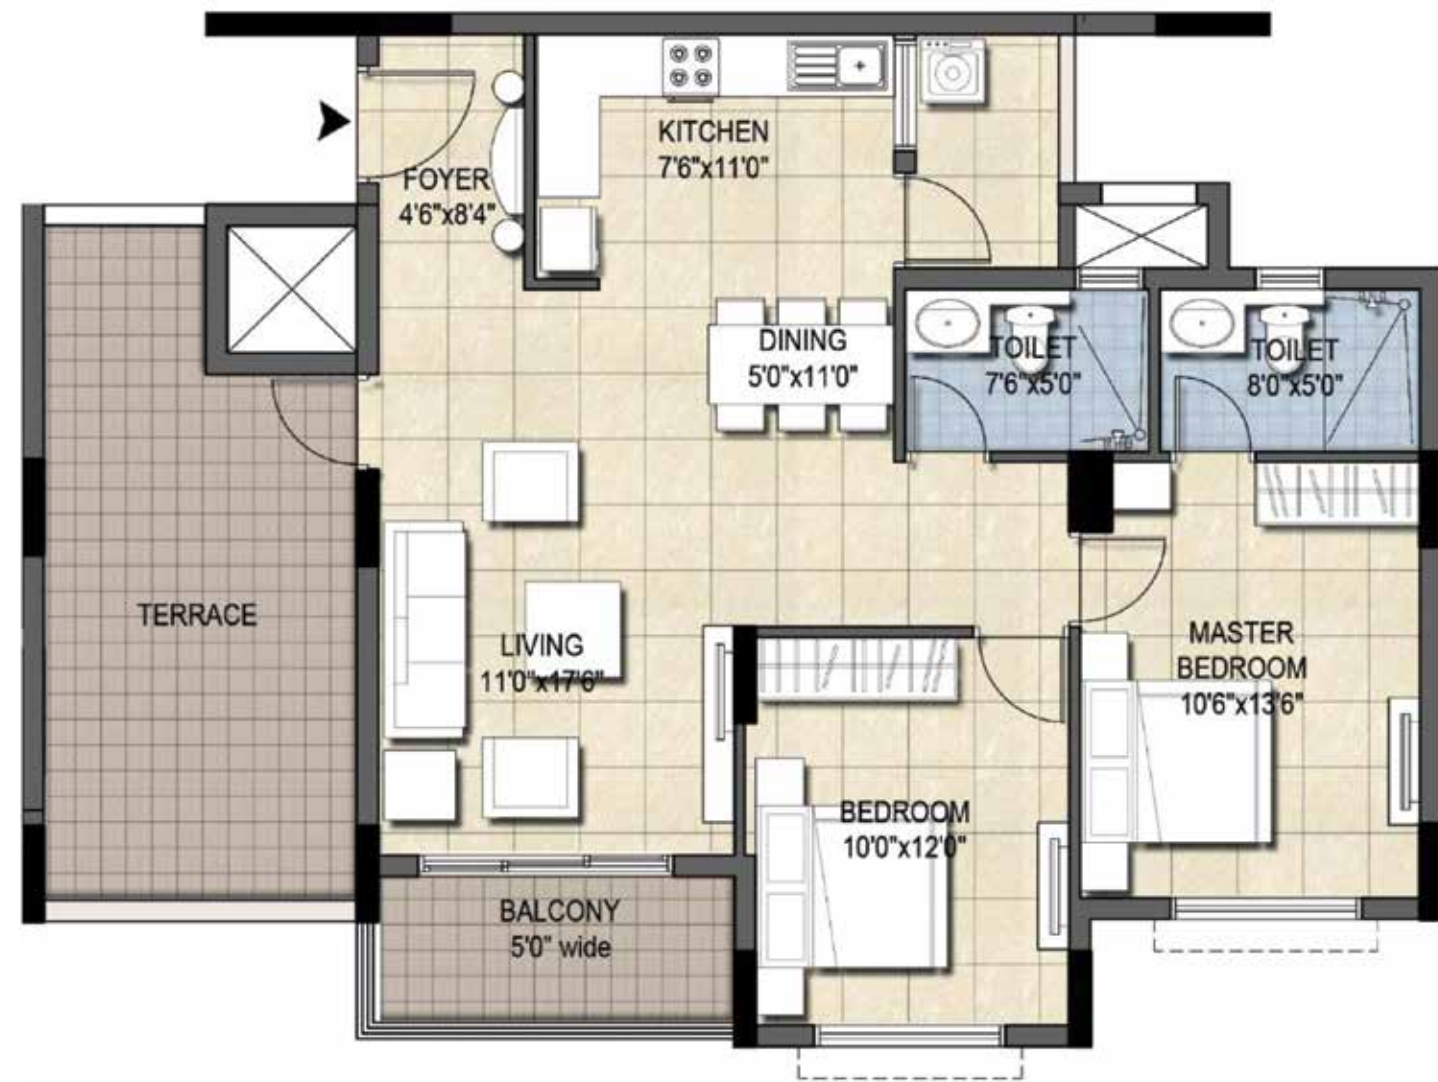 KITCHEN
7'6"x11'0"
FOYER
4'6"x8'4"
DINING
5'0"x11'0"
TOILET
7'6"x5'0"
TOILET
8'0"x5'0"
TERRACE
LIVING
11'0"x17'6"
MASTER
BEDROOM
10'6"x13'6"
BEDROOM
10'0"x12'0"
BALCONY
5'0" wide